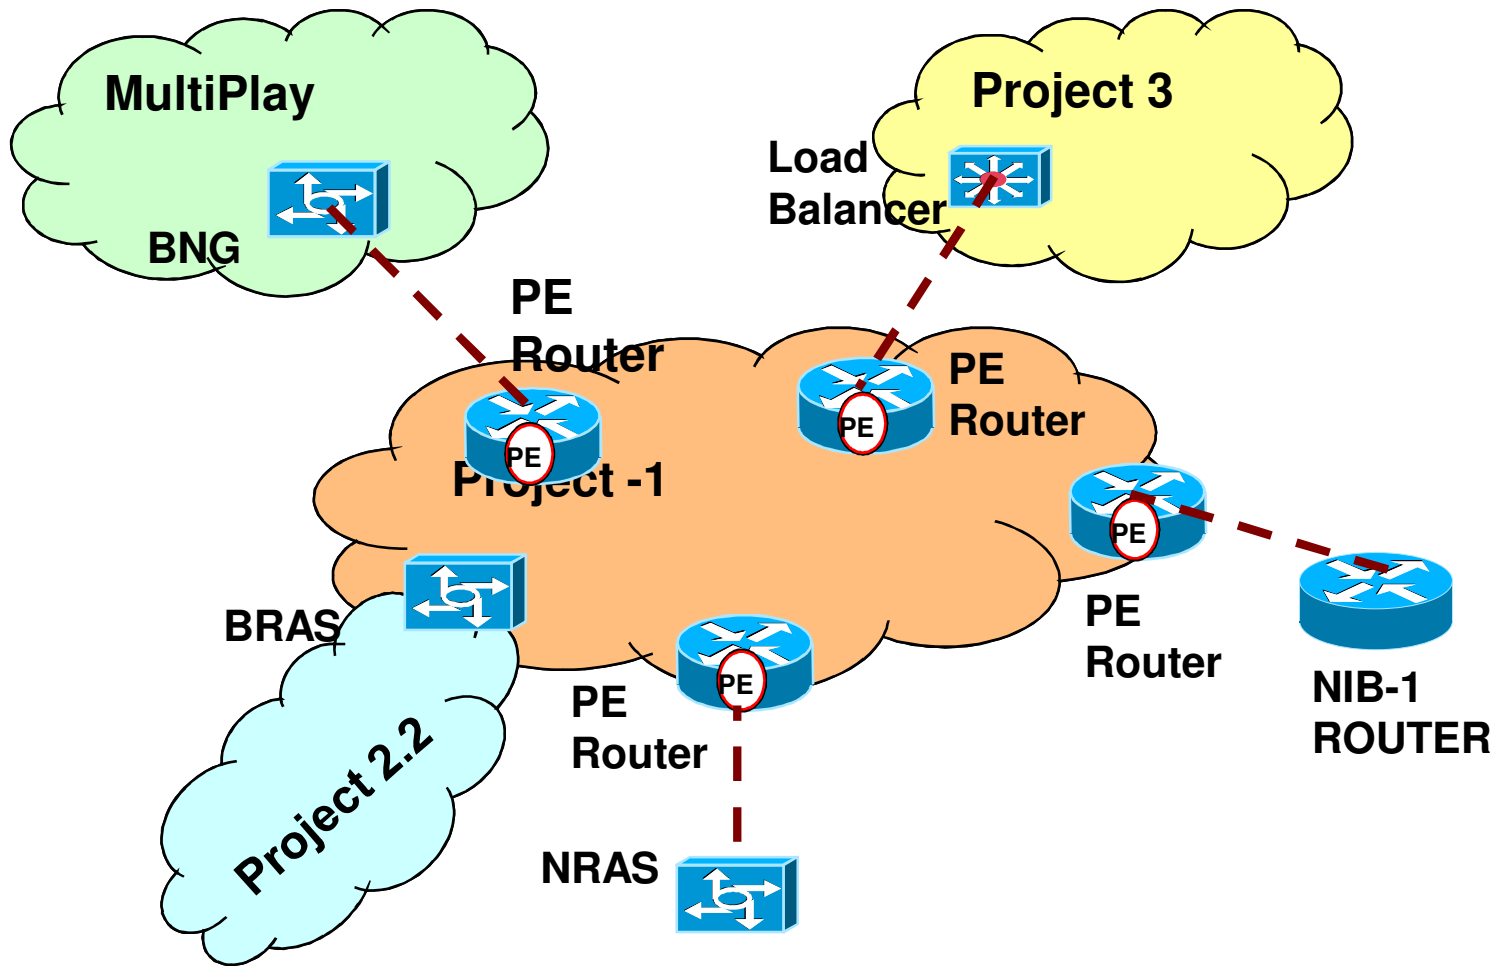 MultiPlay
BNG
Project 3
Load
Balancer
PE
Router
PE
Router
PE
PE
Project -1
PE
PE
Router
NIB-1
ROUTER
BRAS
PE
PE
Router
Project 2.2
NRAS